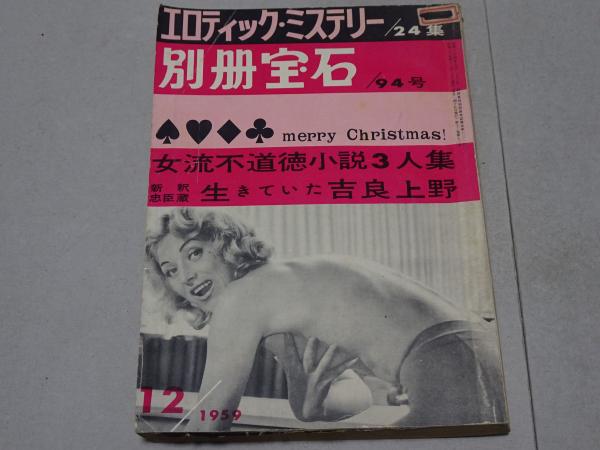 エロティック・ミステリー/24集
別册宝石/94号
merry Christmas!
女流不道徳小説3人集
新釈忠臣蔵 生きていた吉良上野
12/1959